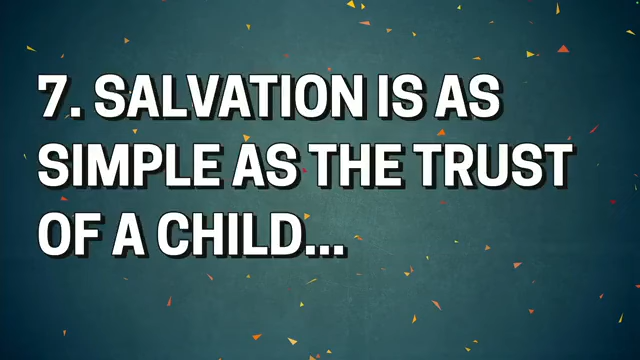 7. SALVATION IS AS
SIMPLE AS THE TRUST
OF A CHILD...